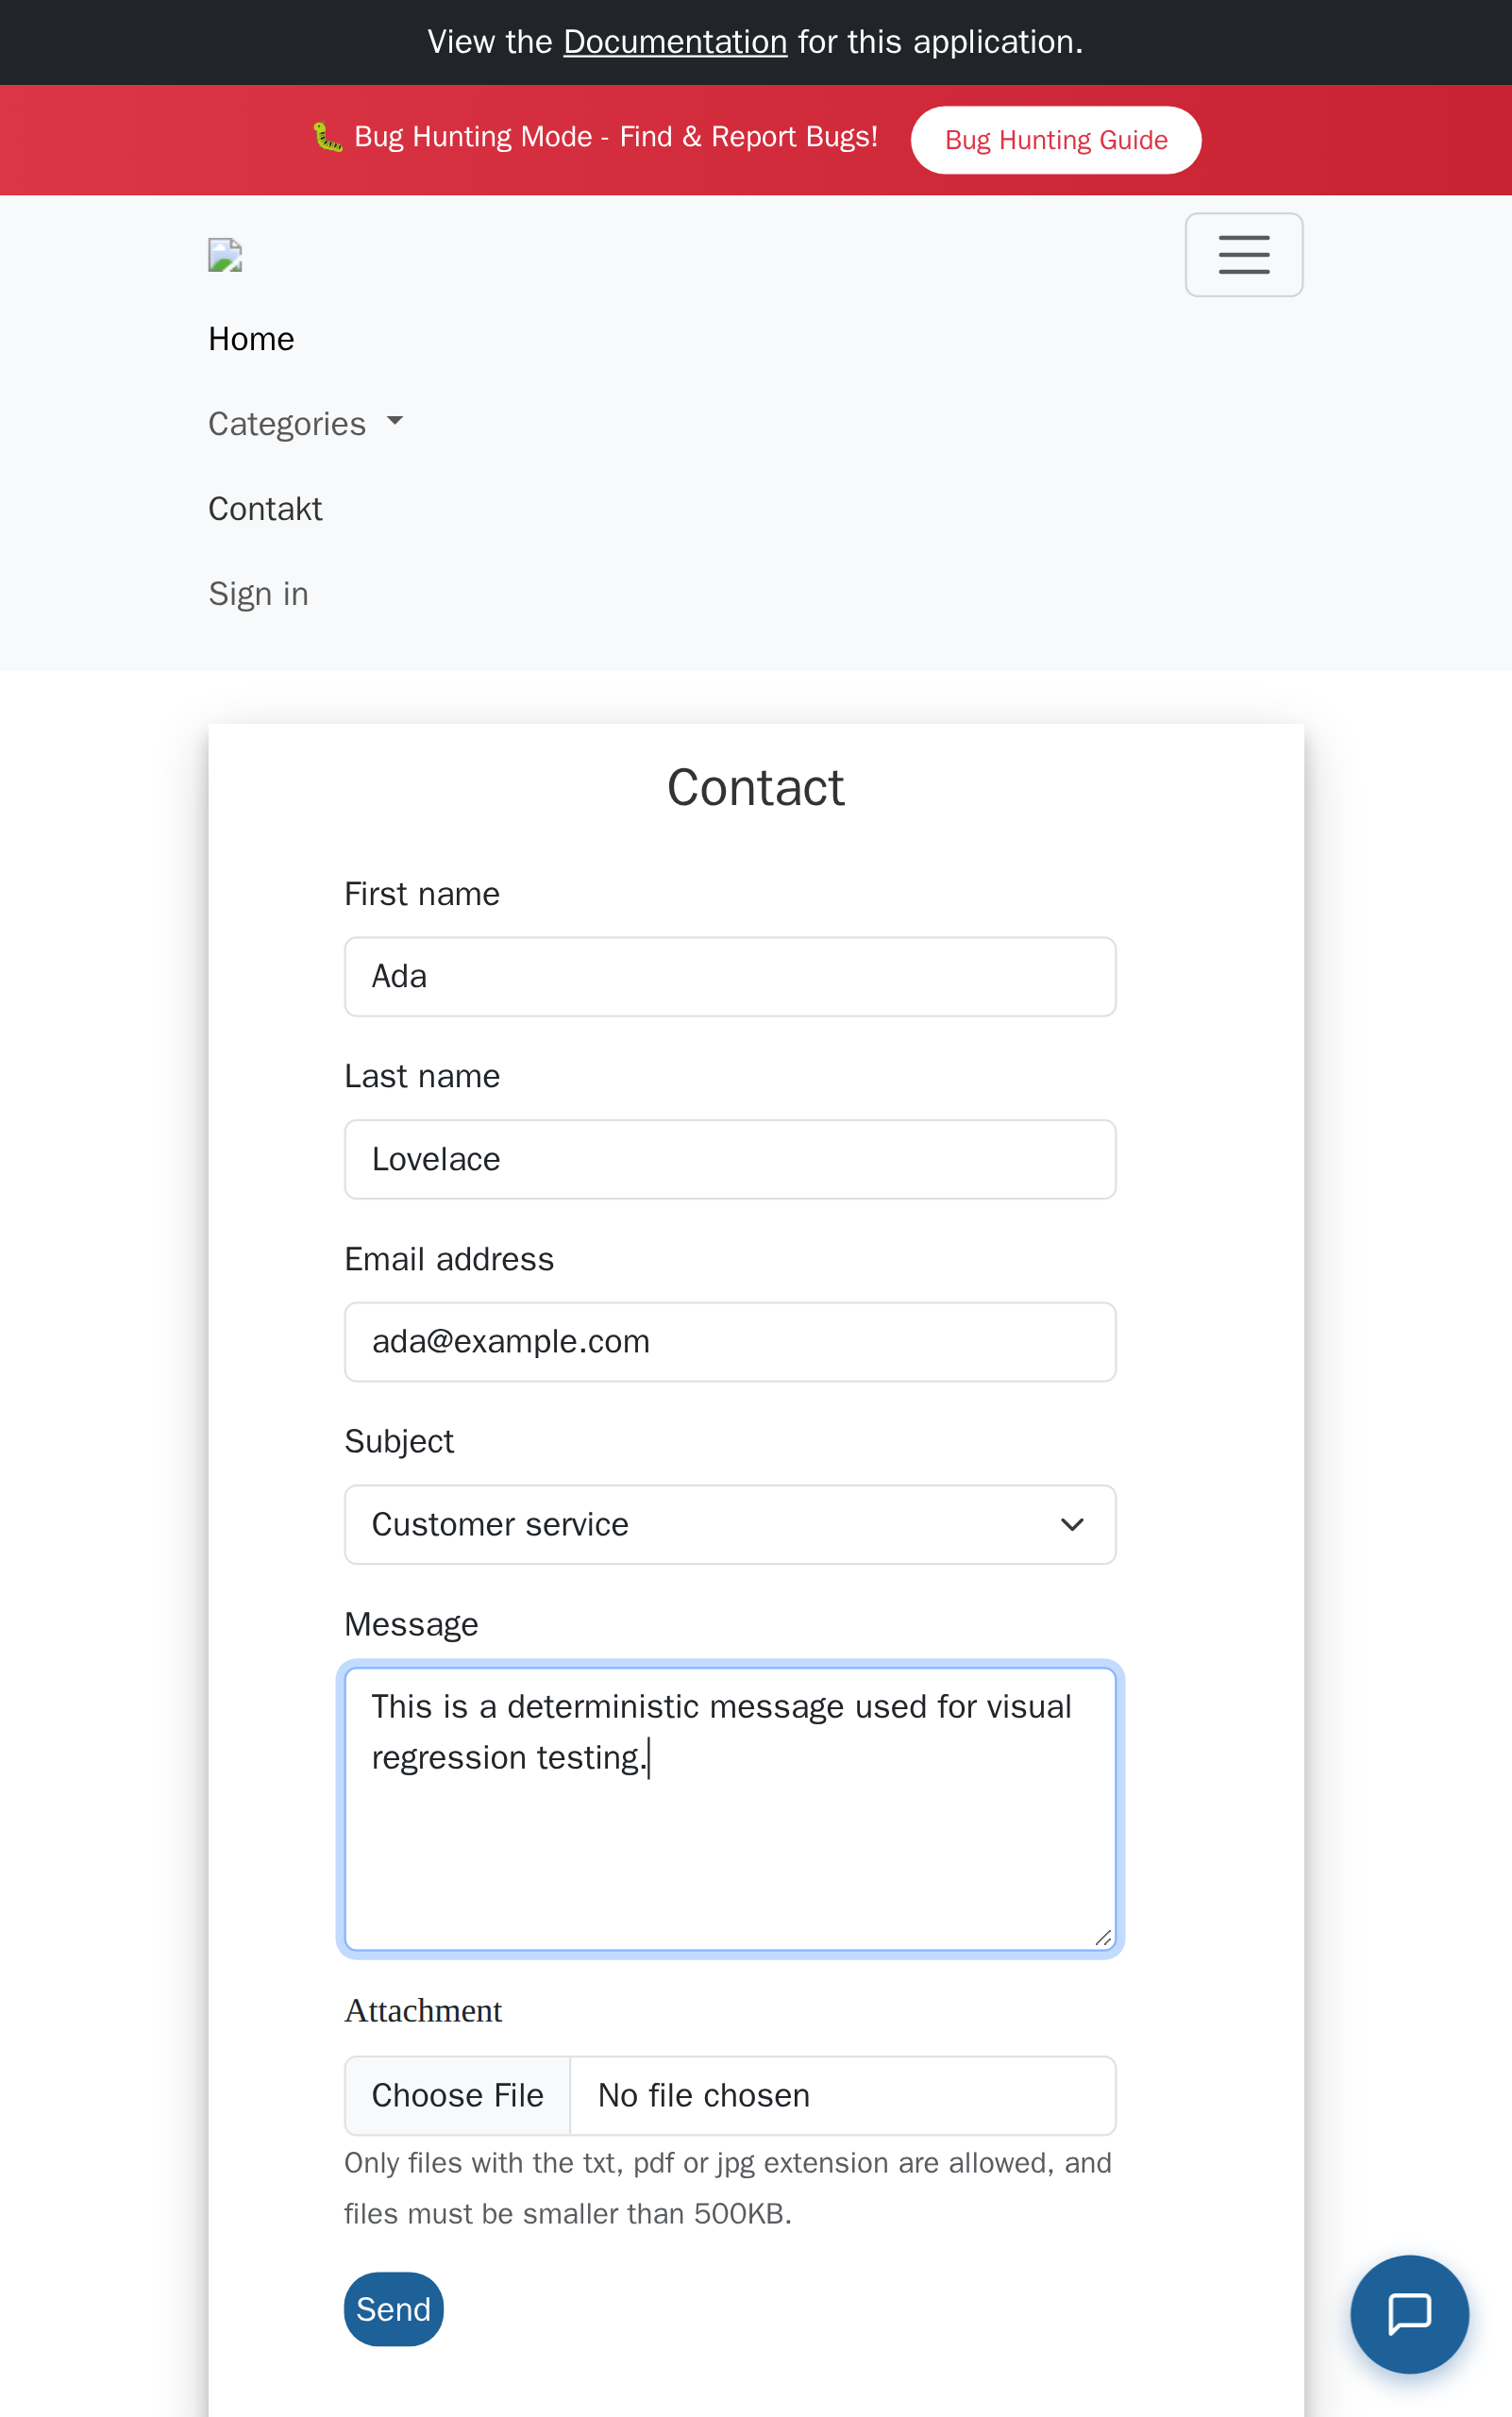 View the Documentation for this application.
🐛 Bug Hunting Mode - Find & Report Bugs! Bug Hunting Guide
Home
Categories
Contakt
Sign in
Contact
First name
Ada
Last name
Lovelace
Email address
ada@example.com
Subject
Customer service
Message
This is a deterministic message used for visual
regression testing.
Attachment
Choose File No file chosen
Only files with the txt, pdf or jpg extension are allowed, and
files must be smaller than 500KB.
Send